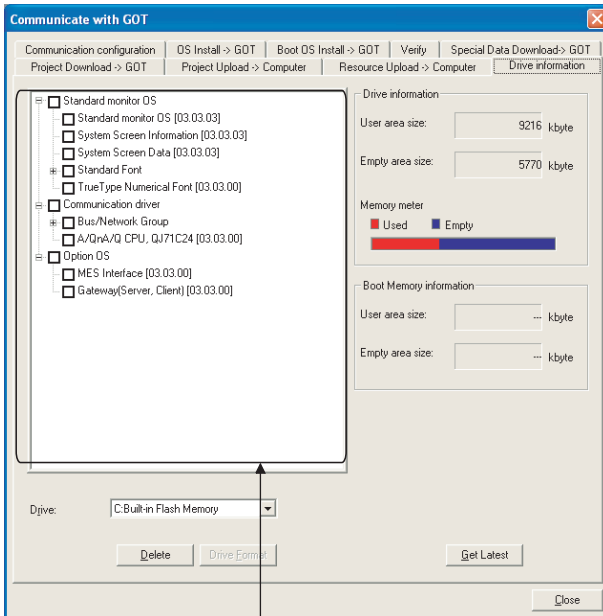 Communicate with GOT
Communication configuration OS Install -> GOT Boot OS Install -> GOT Verify Special Data Download-> GOT
Project Download -> GOT Project Upload -> Computer Resource Upload -> Computer Drive information
Standard monitor OS
Standard monitor OS [03.03.03]
System Screen Information [03.03.03]
System Screen Data [03.03.03]
Standard Font
TrueType Numerical Font [03.03.00]
Communication driver
Bus/Network Group
A/QnA/Q CPU, QJ71C24 [03.03.00]
Option OS
MES Interface [03.03.00]
Gateway(Server, Client) [03.03.00]
Drive information
User area size: 9216 kbyte
Empty area size: 5770 kbyte
Memory meter
Used Empty
Boot Memory information
User area size: --- kbyte
Empty area size: --- kbyte
Drive: C:Built-in Flash Memory
Delete Drive Format Get Latest
Close